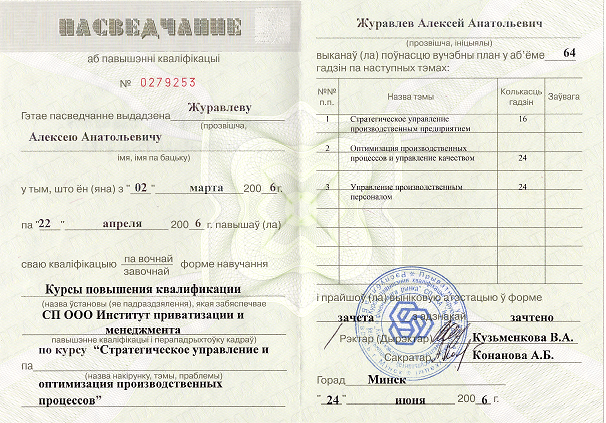 ПАСВЕДЧАННЕ
аб павышэнні кваліфікацыі
№ 0279253
Журавлеву
Гэтае пасведчанне выдадзена
(прозвішча,
Алексею Анатольевичу
імя, імя па бацьку)
у тым, што ён (яна) з "02" марта 2006г.
па "22" апреля 2006г. павышаў (ла)
сваю кваліфікацыю па вочнай форме навучання
завочнай
Курсы повышения квалификации
(назва ўстановы (яе падраздзялення), якая забяспечвае
СП ООО Институт приватизации и
менеджмента
павышэнне кваліфікацыі і перападрыхтоўку кадраў)
по курсу "Стратегическое управление и
па
(назва накірунку, тэмы, праблемы)
оптимизация производственных
процессов"
Журавлев Алексей Анатольевич
(прозвішча, ініцыялы)
выканаў (ла) поўнасцю вучэбны план у аб'ёме 64
гадзін па наступных тэмах:
№№ п.п. Назва тэмы Колькасць гадзін Заўвага
1 Стратегическое управление 16
производственным предприятием
2 Оптимизация производственных
процессов и управление качеством 24
3 Управление производственным 24
персоналом
і прайшоў (ла) выніковую атэстацыю ў форме
зачета з адзнакай зачтено
Рэктар (Дырэктар) Кузьменкова В.А.
Сакратар Конанова А.Б.
Горад Минск
"24" июня 2006г.